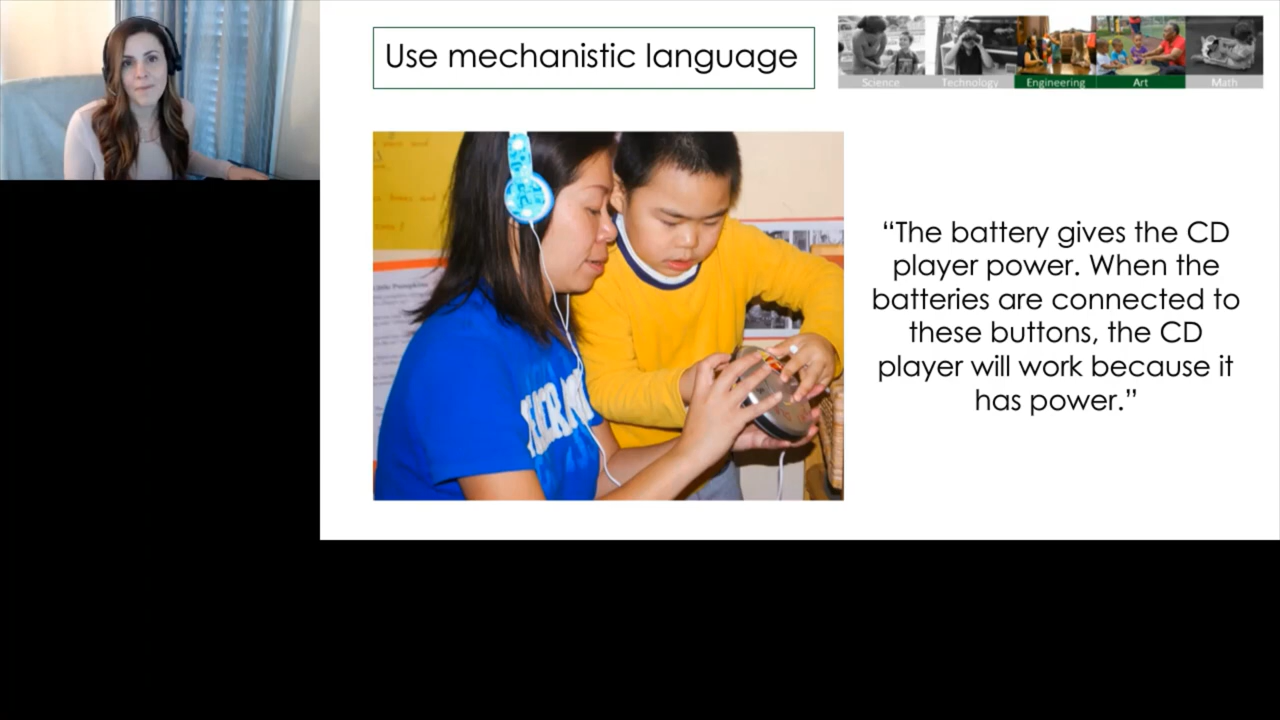 Use mechanistic language
Science Technology Engineering Art Math
“The battery gives the CD
player power. When the
batteries are connected to
these buttons, the CD
player will work because it
has power.”